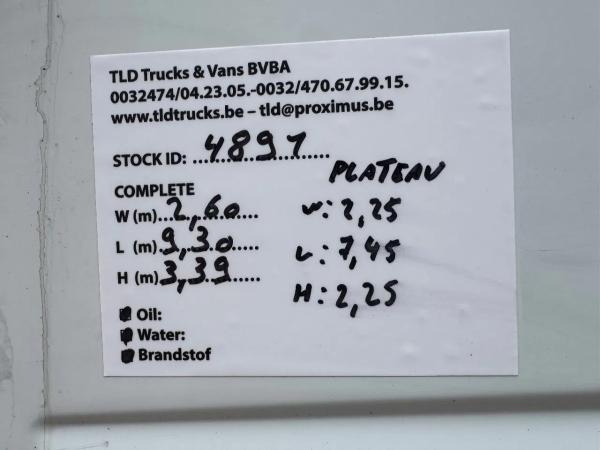 TLD Trucks & Vans BVBA
0032474/04.23.05.-0032/470.67.99.15.
www.tldtrucks.be – tld@proximus.be
STOCK ID: ...4891...
PLATEAU
COMPLETE
W (m)...2,60.... W: 2,25
L (m).9,30...... L: 7,45
H (m).3,39...... H: 2,25
Oil:
Water:
Brandstof